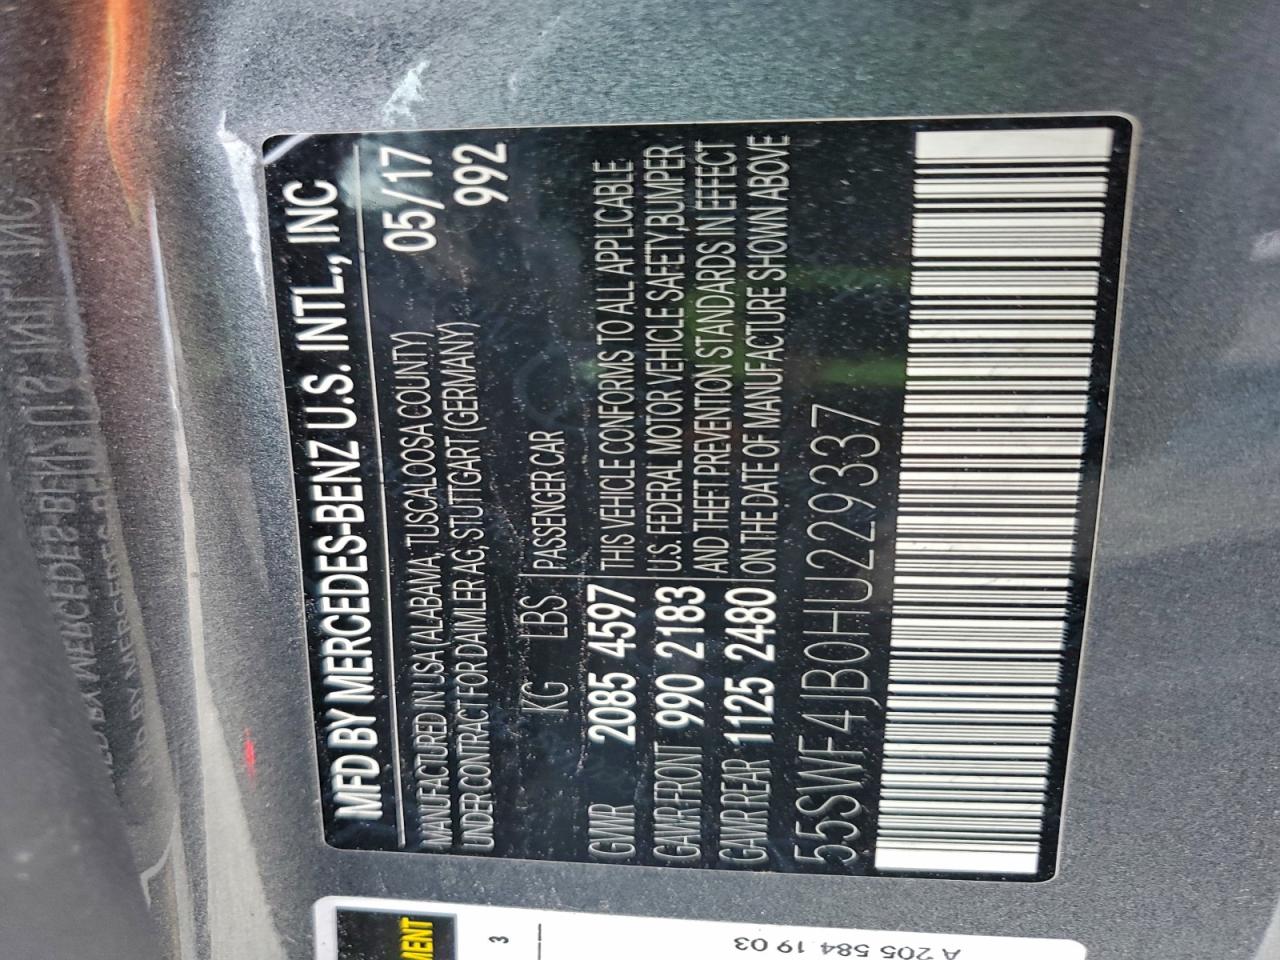 MFD BY MERCEDES-BENZ U.S. INTL., INC
05/17
MANUFACTURED IN USA (ALABAMA, TUSCALOOSA COUNTY)
992
UNDER CONTRACT FOR DAIMLER AG, STUTTGART (GERMANY)
KG LBS PASSENGER CAR
GVWR 2085 4597 THIS VEHICLE CONFORMS TO ALL APPLICABLE
GAWR FRONT 990 2183 U.S. FEDERAL MOTOR VEHICLE SAFETY,BUMPER
AND THEFT PREVENTION STANDARDS IN EFFECT
GAWR REAR 1125 2480 ON THE DATE OF MANUFACTURE SHOWN ABOVE
55SWF4JB0HU229337
3
A 205 584 19 03